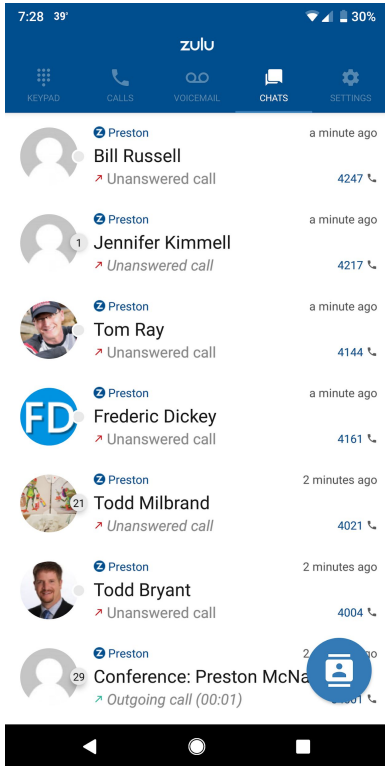 7:28 39° 30%
zulu
KEYPAD CALLS VOICEMAIL CHATS SETTINGS
Z Preston a minute ago
Bill Russell
Unanswered call 4247
Z Preston a minute ago
1 Jennifer Kimmell
Unanswered call 4217
Z Preston a minute ago
Tom Ray
Unanswered call 4144
Z Preston a minute ago
FD Frederic Dickey
Unanswered call 4161
Z Preston 2 minutes ago
21 Todd Milbrand
Unanswered call 4021
Z Preston 2 minutes ago
Todd Bryant
Unanswered call 4004
Z Preston 2
29 Conference: Preston McNa
Outgoing call (00:01)